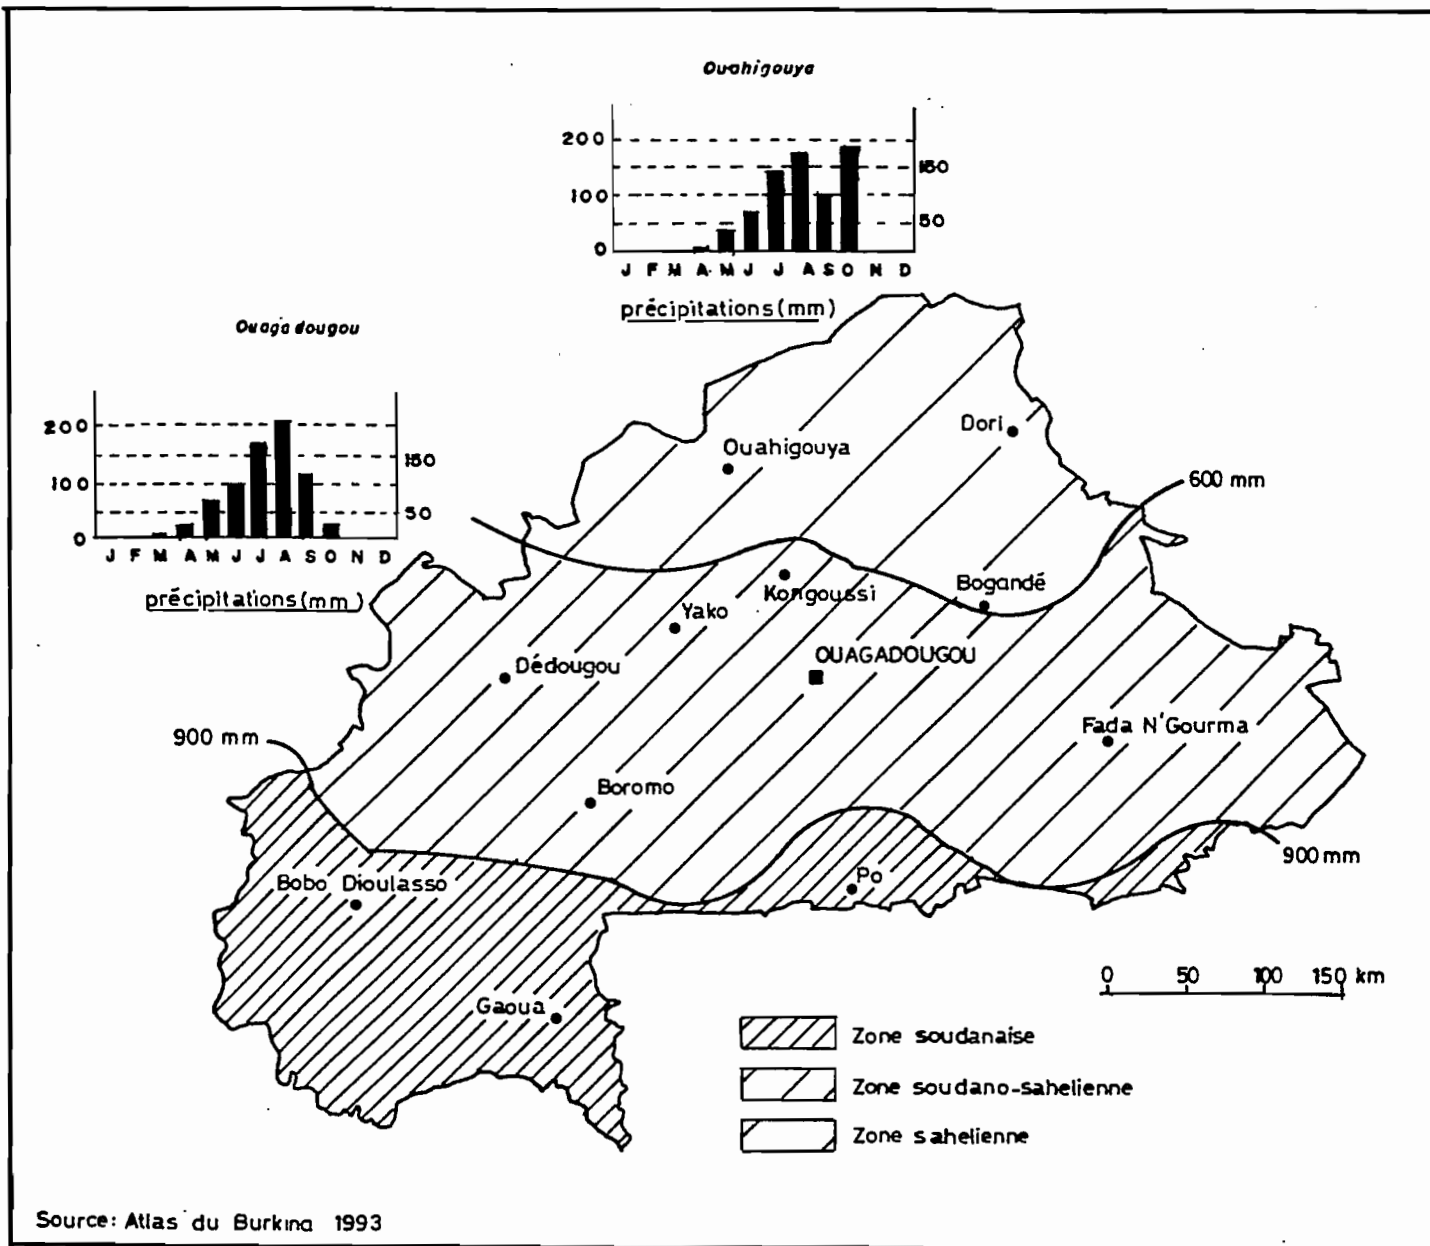 Ouahigouya
200
150
100
50
0
J F M A M J J A S O N D
précipitations (mm)
Ouagadougou
200
150
100
50
0
J F M A M J J A S O N D
précipitations (mm)
Dori
Ouahigouya
600 mm
Bogandé
Kongoussi
Yako
OUAGADOUGOU
Dédougou
Fada N'Gourma
900 mm
Boromo
900 mm
Po
Bobo Dioulasso
0 50 100 150 km
Gaoua
Zone soudanaise
Zone soudano-sahelienne
Zone sahelienne
Source: Atlas du Burkina 1993